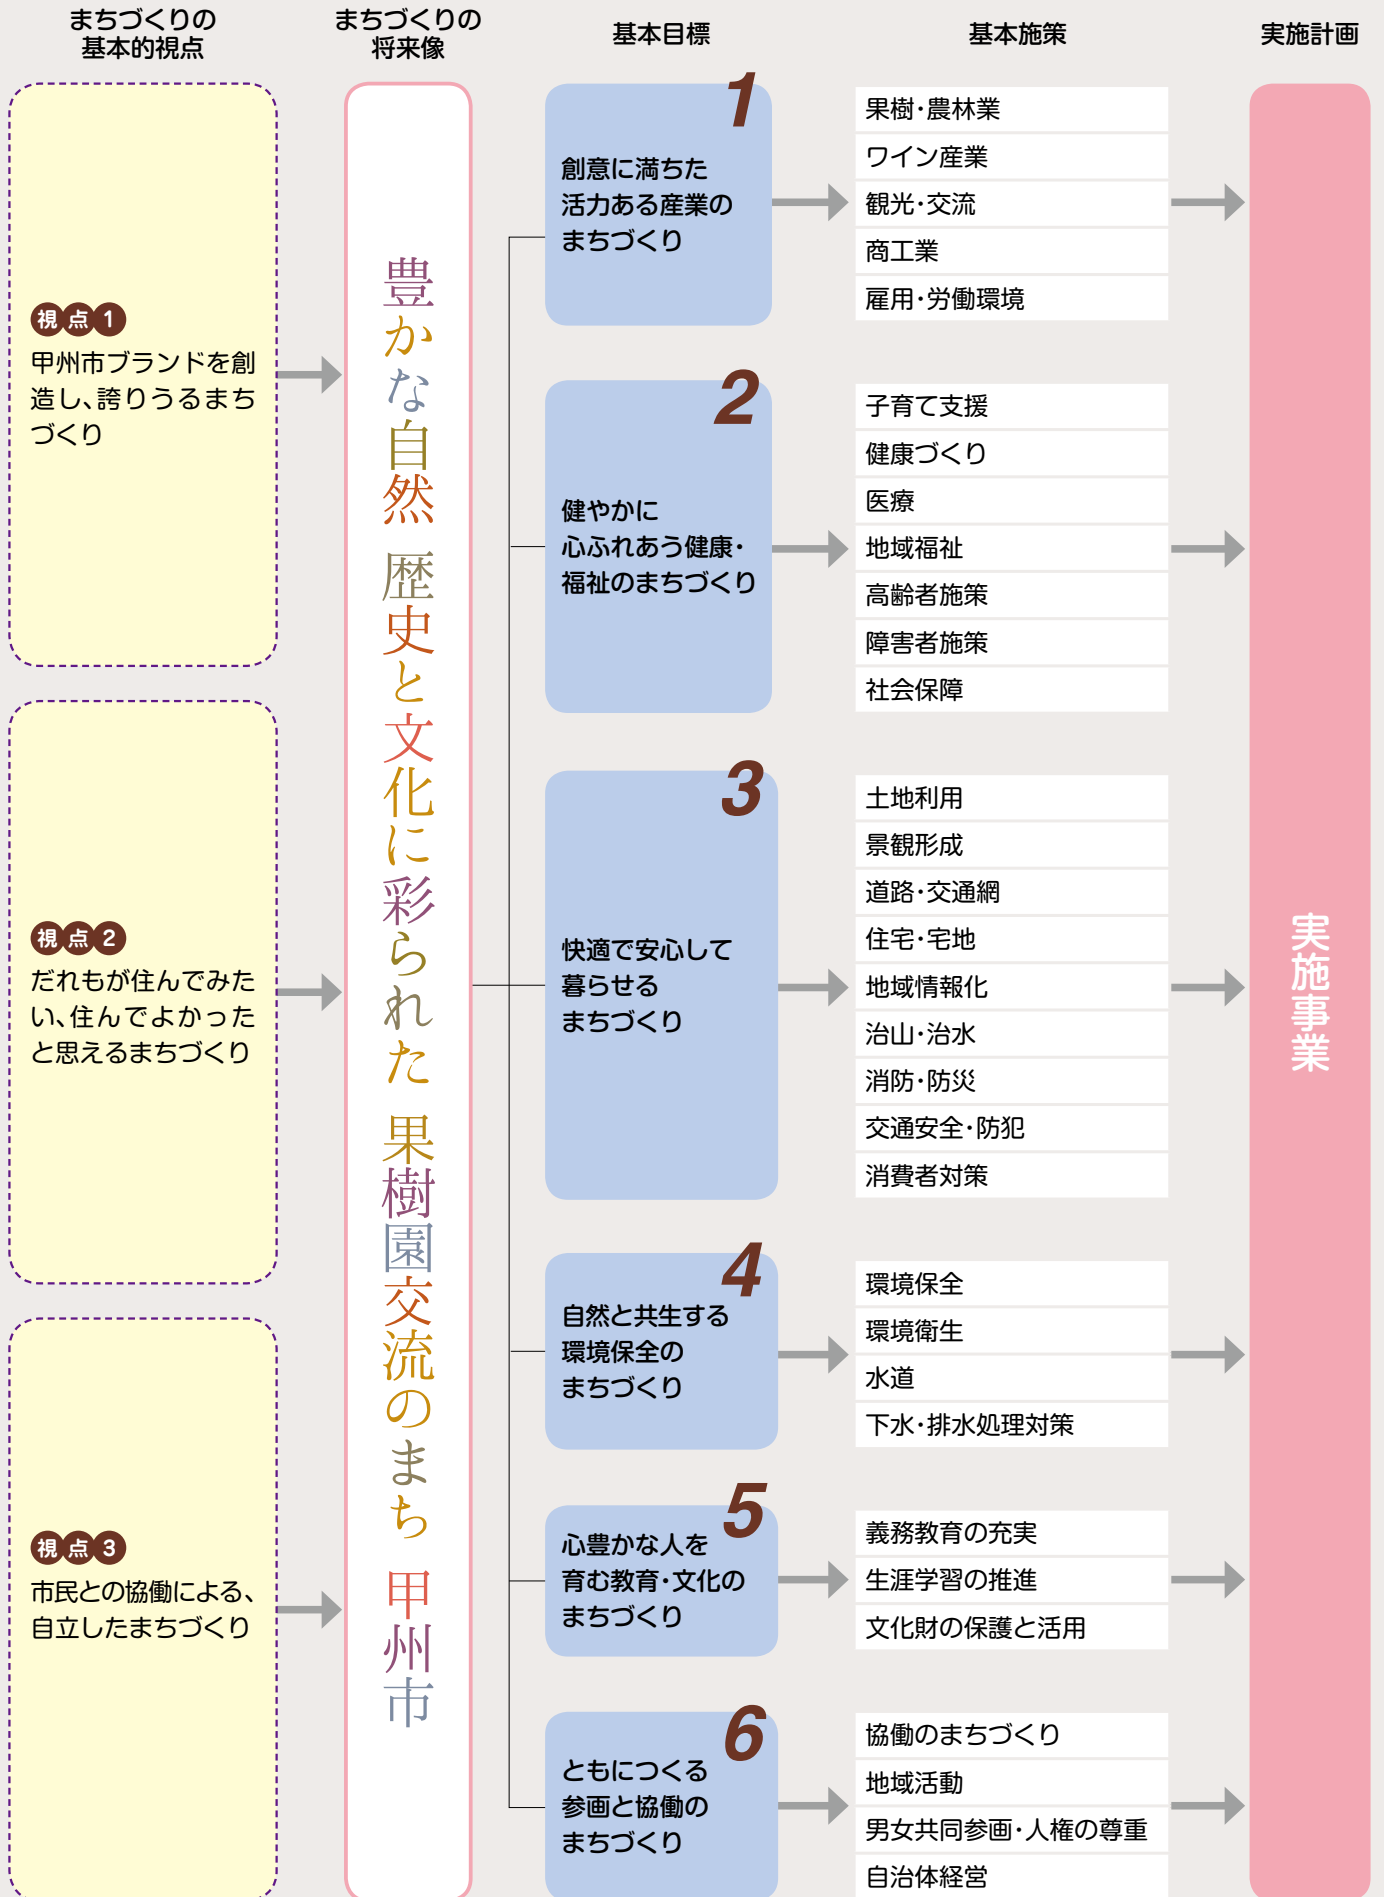 まちづくりの
基本的視点
まちづくりの
将来像
基本目標
基本施策
実施計画
視点1
甲州市ブランドを創
造し、誇りうるまち
づくり
視点2
だれもが住んでみた
い、住んでよかった
と思えるまちづくり
視点3
市民との協働による、
自立したまちづくり
豊かな自然 歴史と文化に彩られた 果樹園交流のまち 甲州市
1
創意に満ちた
活力ある産業の
まちづくり
果樹・農林業
ワイン産業
観光・交流
商工業
雇用・労働環境
2
健やかに
心ふれあう健康・
福祉のまちづくり
子育て支援
健康づくり
医療
地域福祉
高齢者施策
障害者施策
社会保障
3
快適で安心して
暮らせる
まちづくり
土地利用
景観形成
道路・交通網
住宅・宅地
地域情報化
治山・治水
消防・防災
交通安全・防犯
消費者対策
4
自然と共生する
環境保全の
まちづくり
環境保全
環境衛生
水道
下水・排水処理対策
5
心豊かな人を
育む教育・文化の
まちづくり
義務教育の充実
生涯学習の推進
文化財の保護と活用
6
ともにつくる
参画と協働の
まちづくり
協働のまちづくり
地域活動
男女共同参画・人権の尊重
自治体経営
実施事業